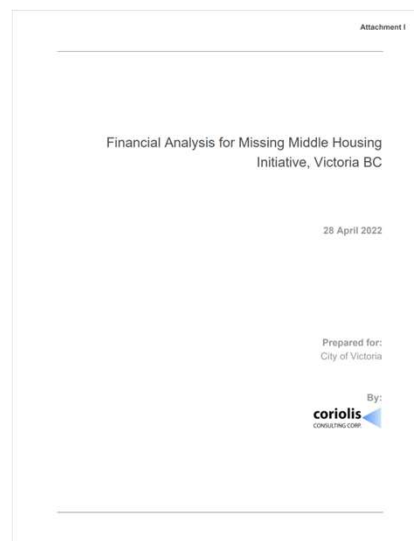 Attachment I
Financial Analysis for Missing Middle Housing
Initiative, Victoria BC
28 April 2022
Prepared for:
City of Victoria
By:
coriolis
CONSULTING CORP.